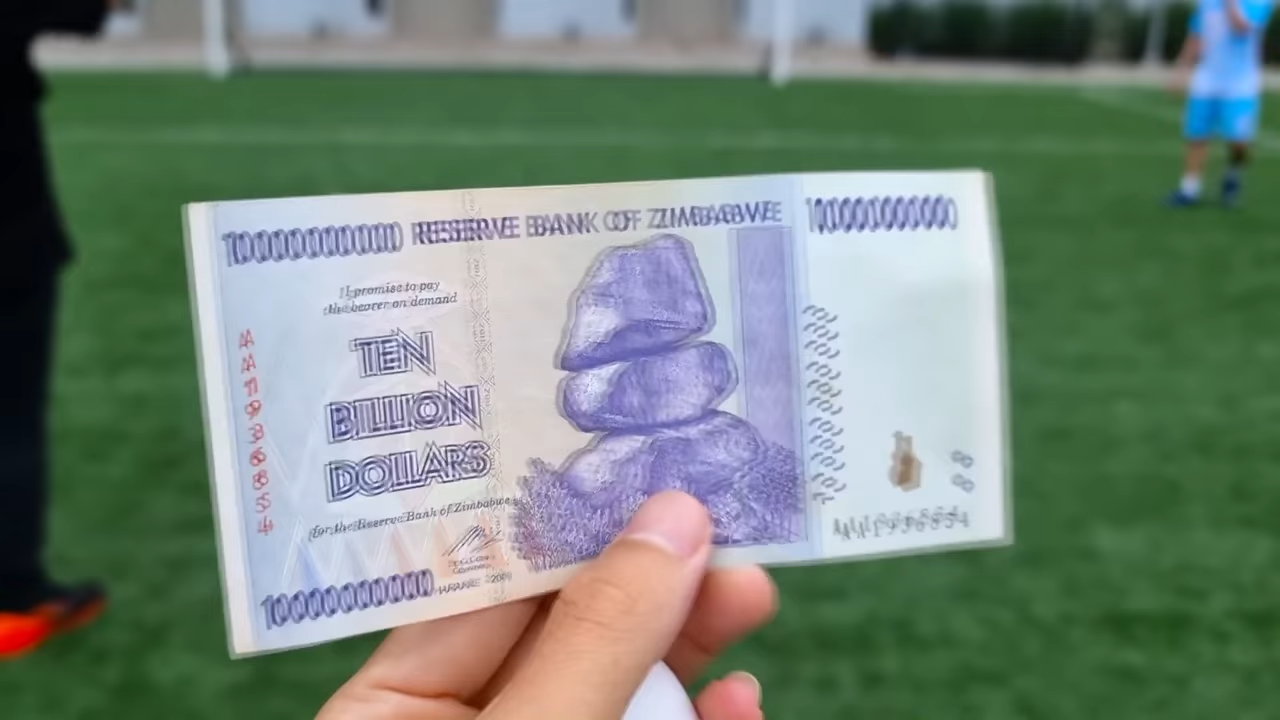 10000000000 RESERVE BANK OF ZIMBABWE 10000000000
I promise to pay
the bearer on demand
TEN
BILLION
DOLLARS
for the Reserve Bank of Zimbabwe
Governor
10000000000 HARARE